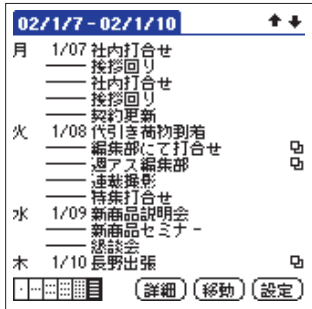 02/1/7 - 02/1/10
月 1/07 社内打合せ
挨拶回り
社内打合せ
挨拶回り
契約更新
火 1/08 代引き荷物到着
編集部にて打合せ
週アス編集部
連載撮影
特集打合せ
水 1/09 新商品説明会
新商品セミナー
懇談会
木 1/10 長野出張
詳細 移動 設定